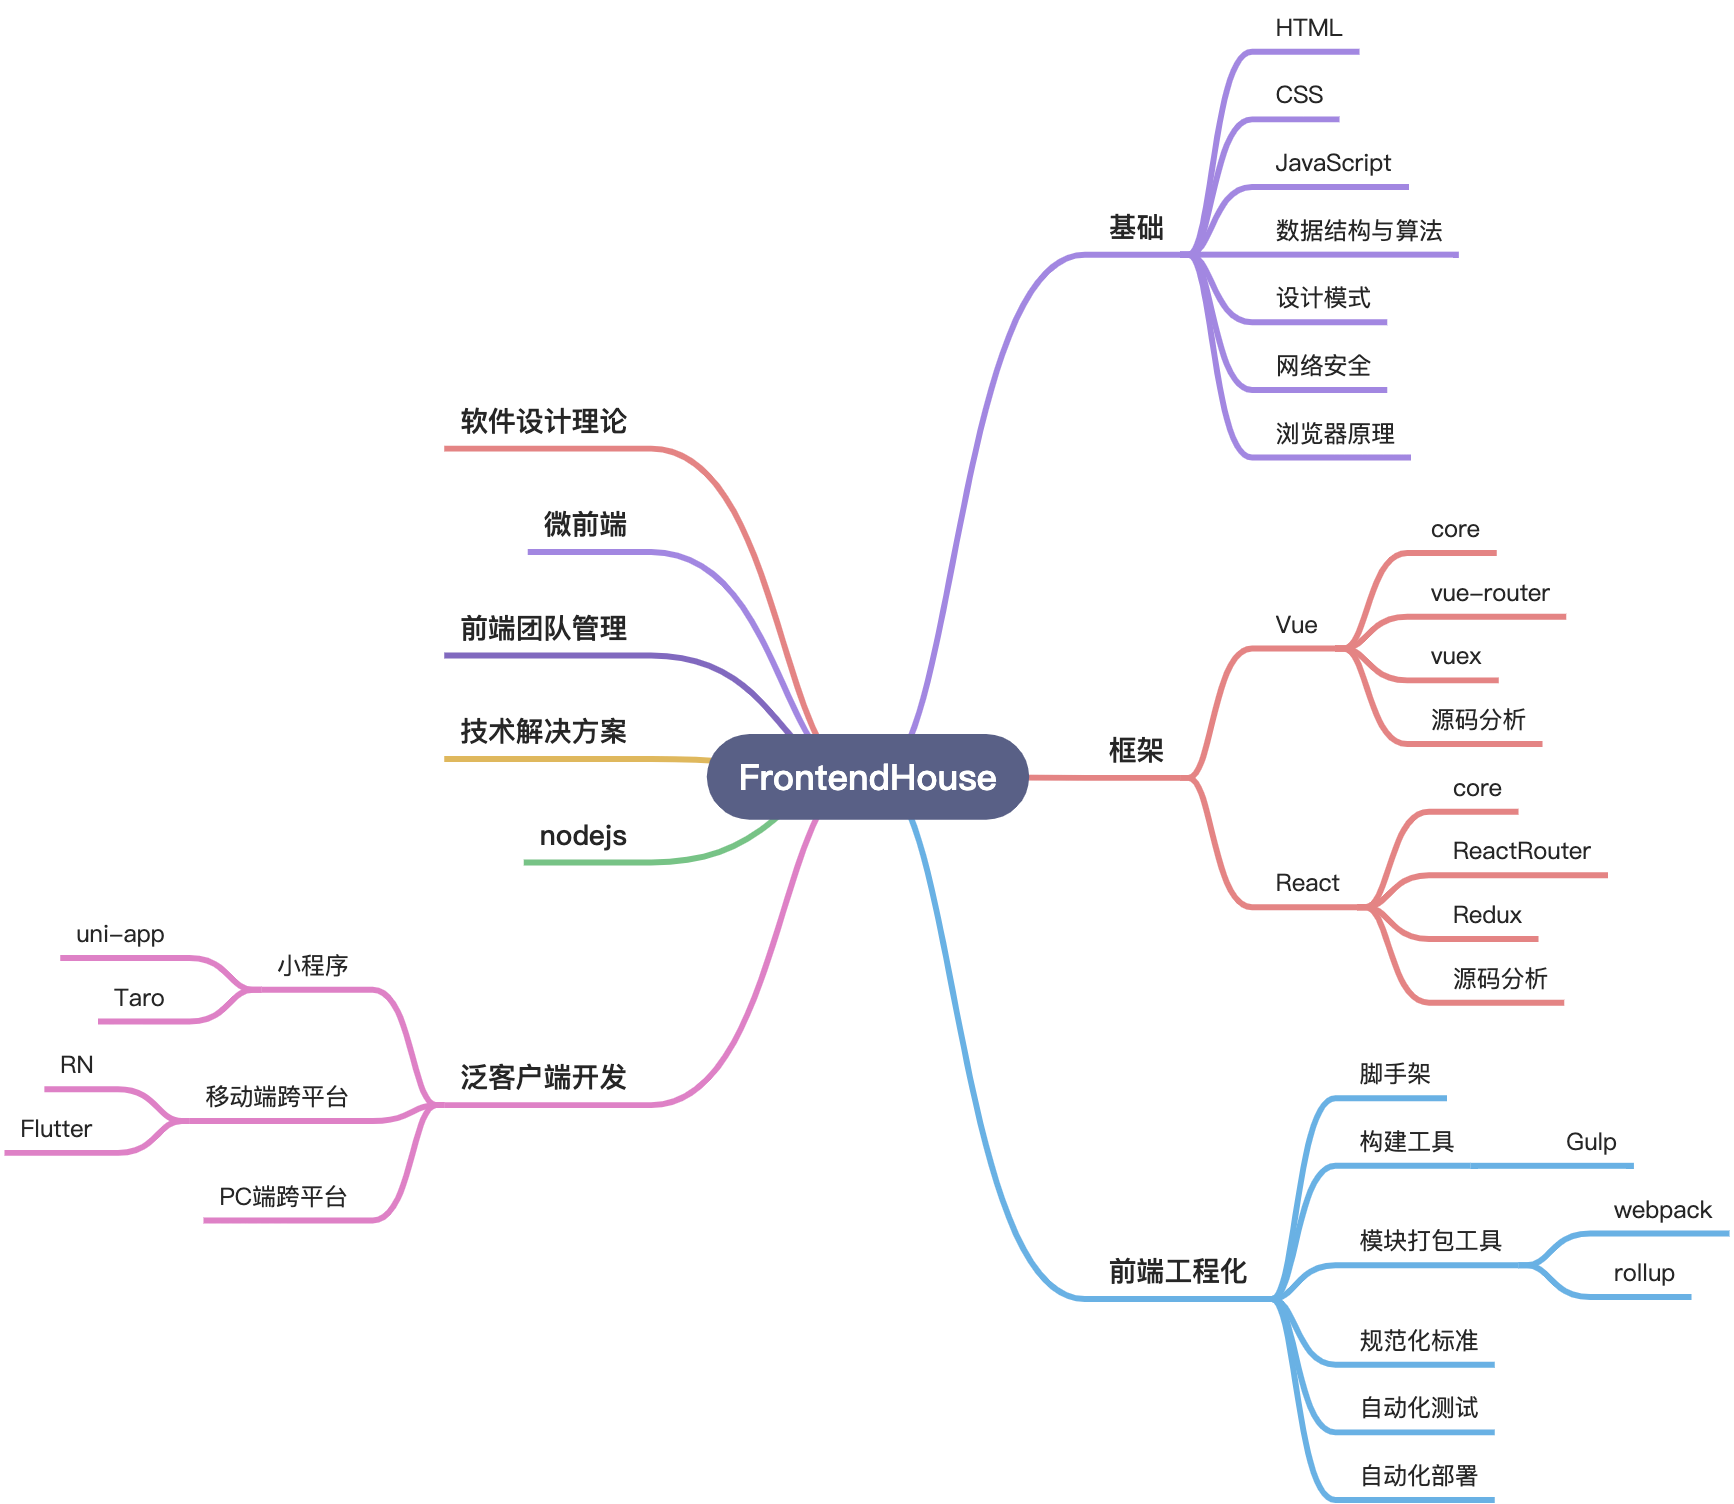 FrontendHouse
基础
HTML
CSS
JavaScript
数据结构与算法
设计模式
网络安全
浏览器原理
框架
Vue
core
vue-router
vuex
源码分析
React
core
ReactRouter
Redux
源码分析
前端工程化
脚手架
构建工具
Gulp
模块打包工具
webpack
rollup
规范化标准
自动化测试
自动化部署
软件设计理论
微前端
前端团队管理
技术解决方案
nodejs
泛客户端开发
小程序
uni-app
Taro
移动端跨平台
RN
Flutter
PC端跨平台